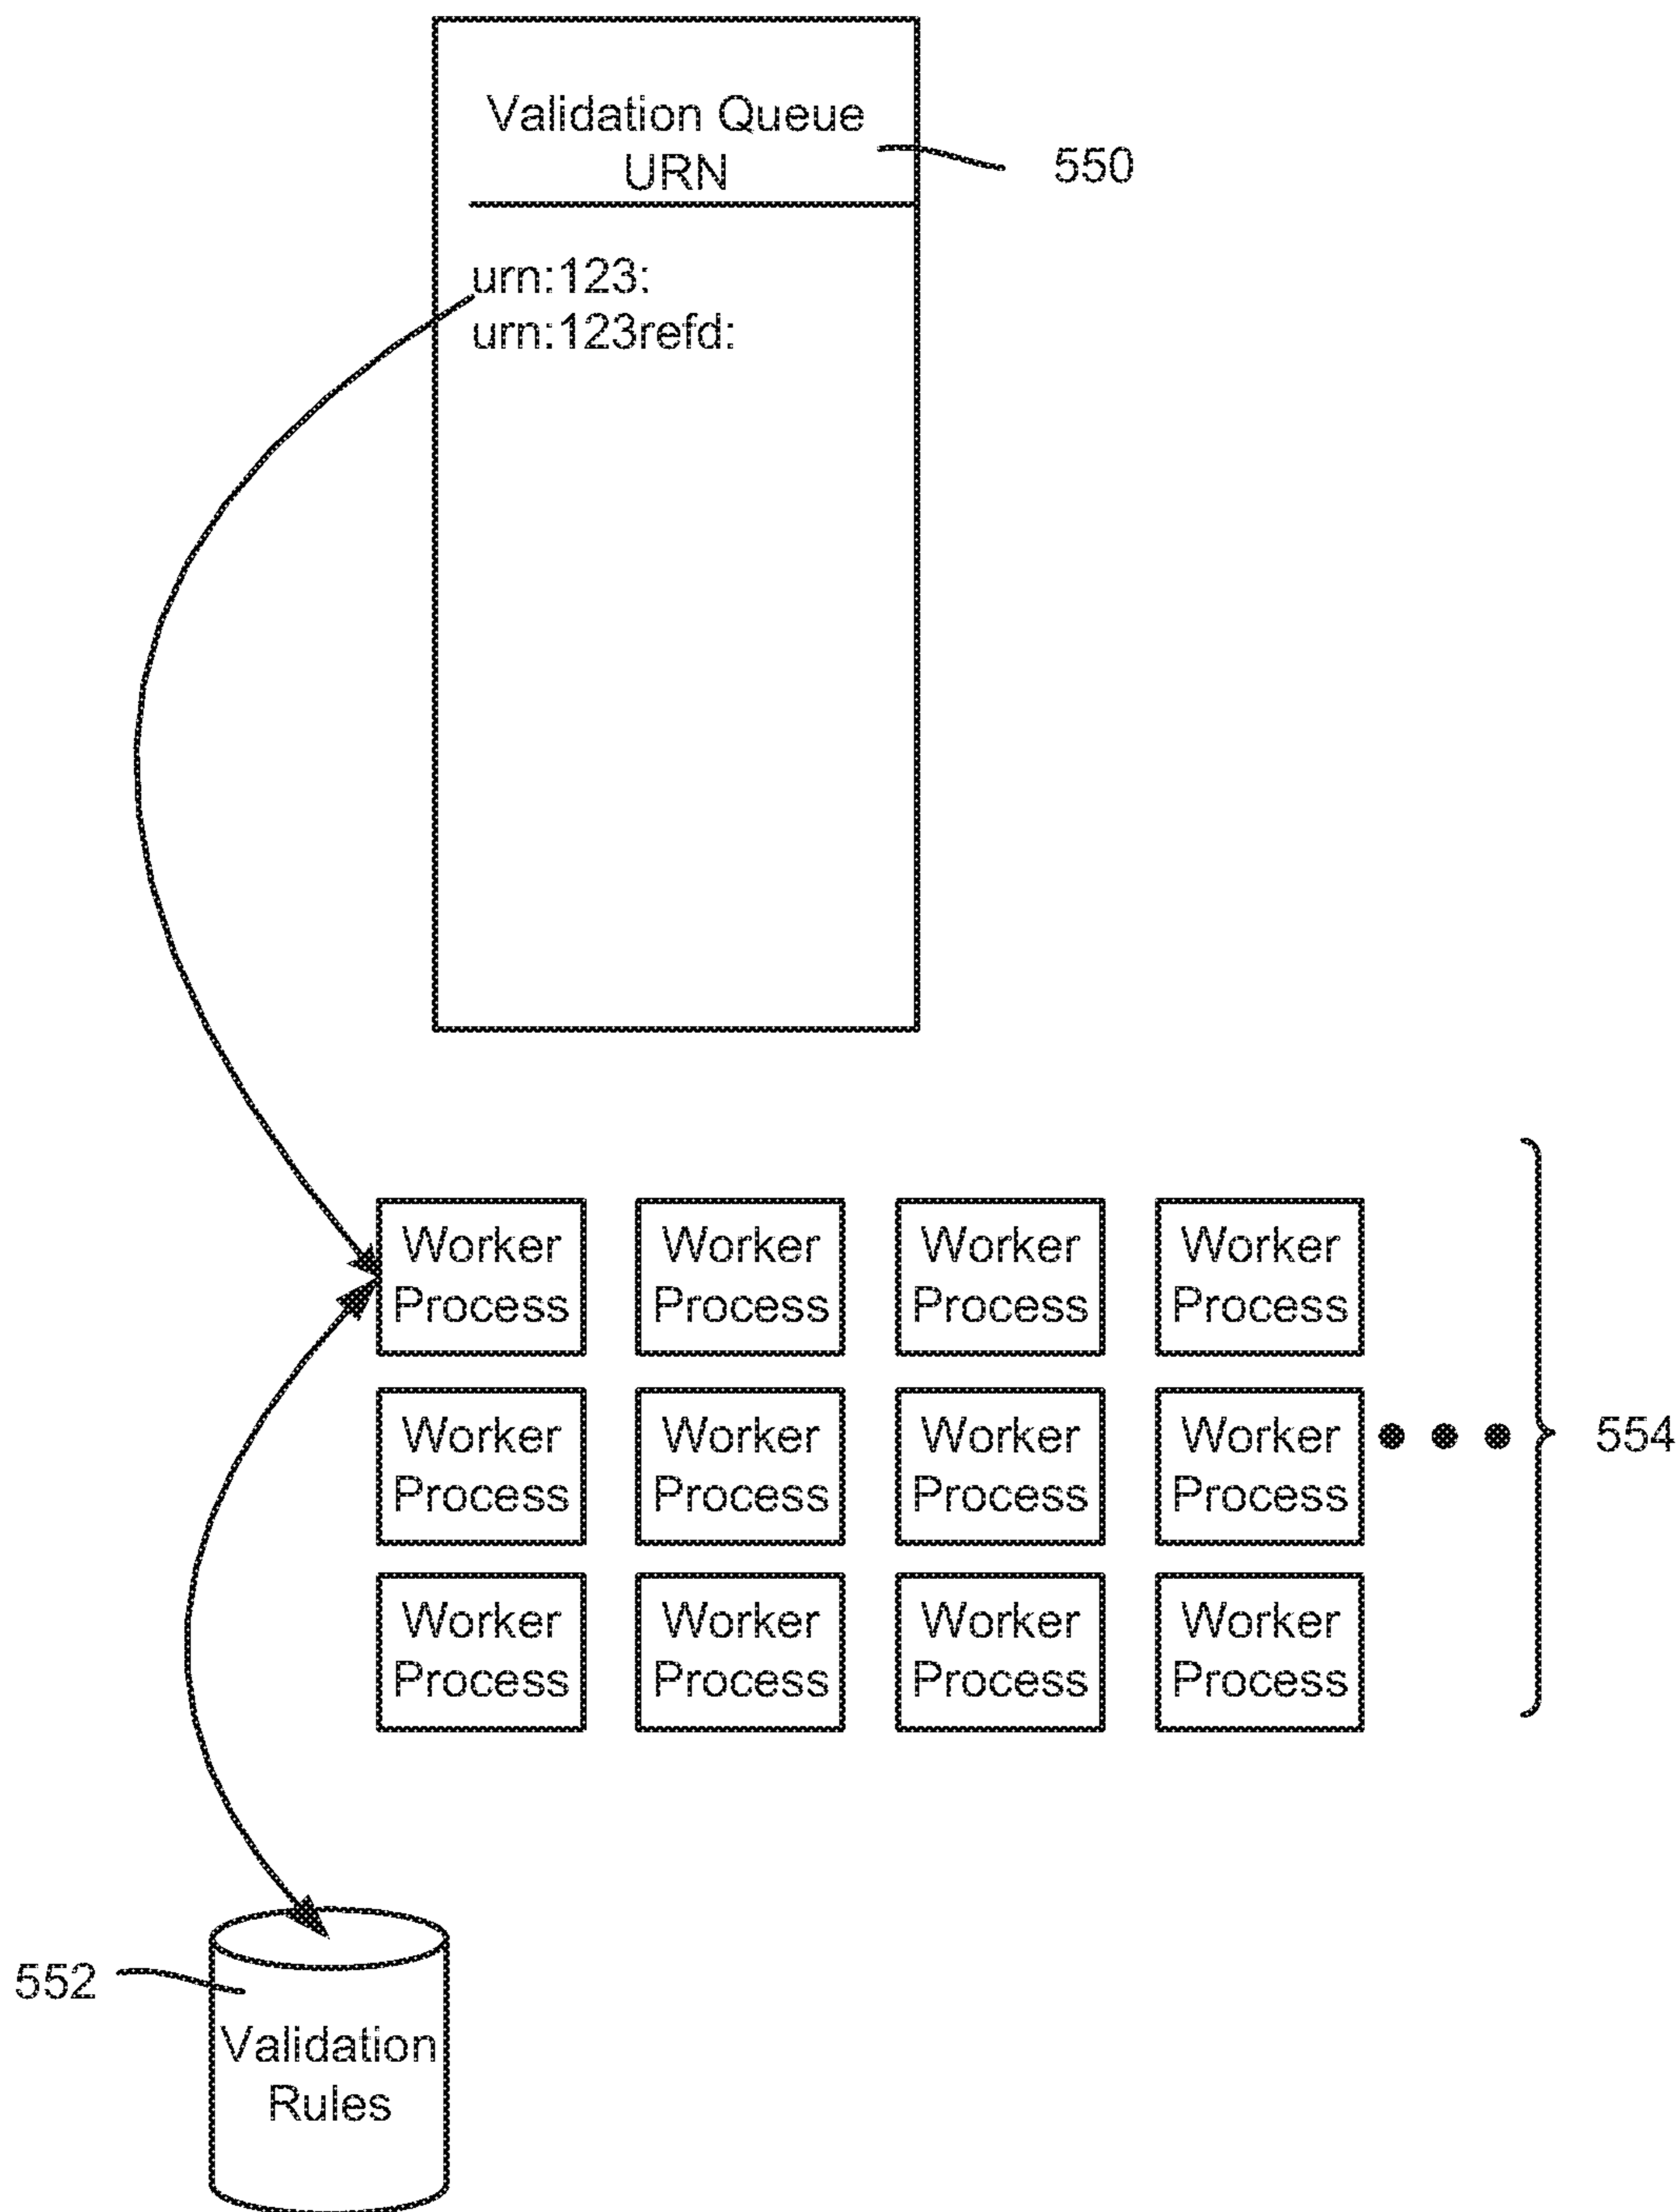 Validation Queue
URN
550
urn:123:
urn:123refd:
Worker Process
Worker Process
Worker Process
Worker Process
Worker Process
Worker Process
Worker Process
Worker Process
554
Worker Process
Worker Process
Worker Process
Worker Process
552
Validation
Rules